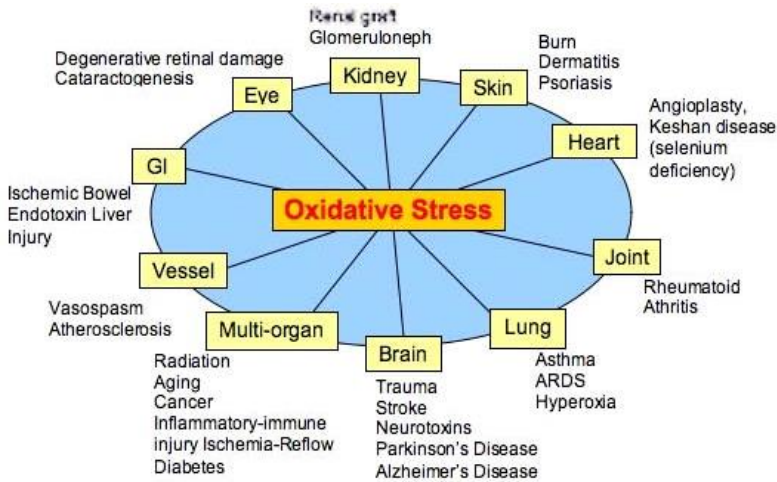 Renal graft
Glomeruloneph
Kidney
Skin
Burn
Dermatitis
Psoriasis
Heart
Angioplasty,
Keshan disease
(selenium
deficiency)
Joint
Rheumatoid
Athritis
Lung
Asthma
ARDS
Hyperoxia
Brain
Trauma
Stroke
Neurotoxins
Parkinson's Disease
Alzheimer's Disease
Multi-organ
Radiation
Aging
Cancer
Inflammatory-immune
injury Ischemia-Reflow
Diabetes
Vessel
Vasospasm
Atherosclerosis
GI
Ischemic Bowel
Endotoxin Liver
Injury
Eye
Degenerative retinal damage
Cataractogenesis
Oxidative Stress